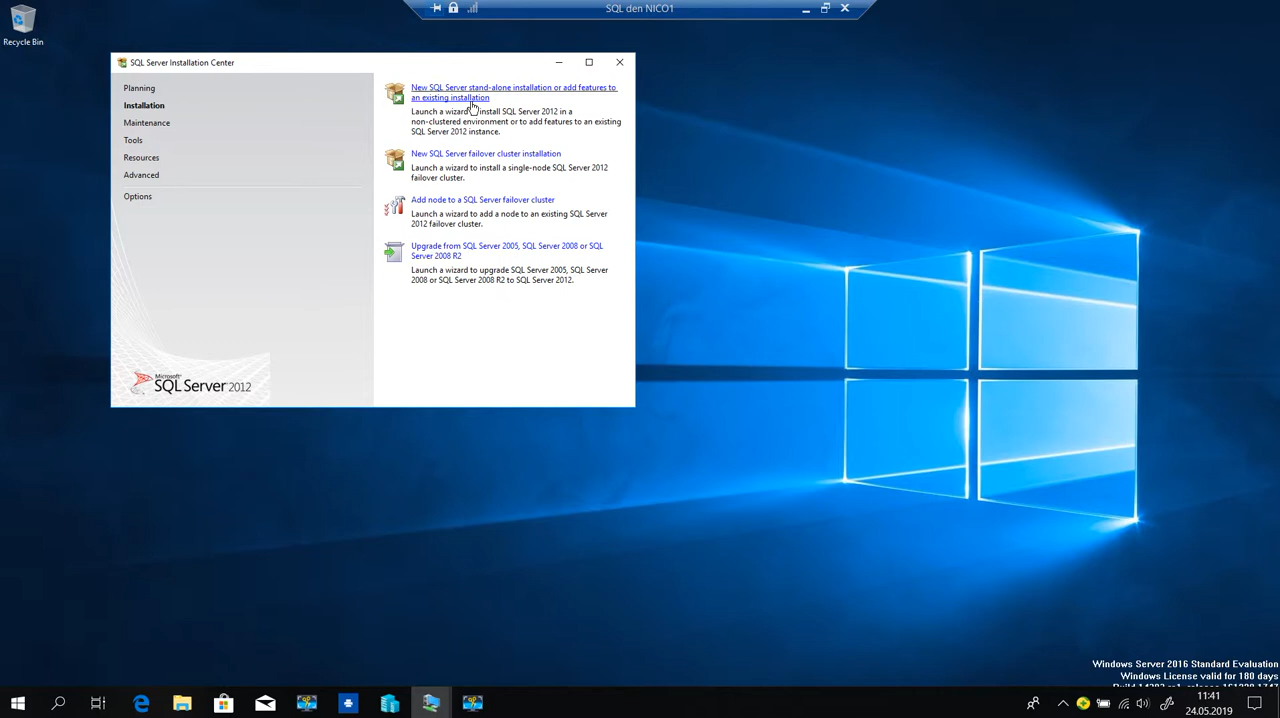 SQL den NICO1
Recycle Bin
SQL Server Installation Center
Planning
Installation
Maintenance
Tools
Resources
Advanced
Options
New SQL Server stand-alone installation or add features to
an existing installation
Launch a wizard install SQL Server 2012 in a
non-clustered environment or to add features to an existing
SQL Server 2012 instance.
New SQL Server failover cluster installation
Launch a wizard to install a single-node SQL Server 2012
failover cluster.
Add node to a SQL Server failover cluster
Launch a wizard to add a node to an existing SQL Server
2012 failover cluster.
Upgrade from SQL Server 2005, SQL Server 2008 or SQL
Server 2008 R2
Launch a wizard to upgrade SQL Server 2005, SQL Server
2008 or SQL Server 2008 R2 to SQL Server 2012.
Microsoft®
SQL Server 2012
Windows Server 2016 Standard Evaluation
Windows License valid for 180 days
11:41
24.05.2019